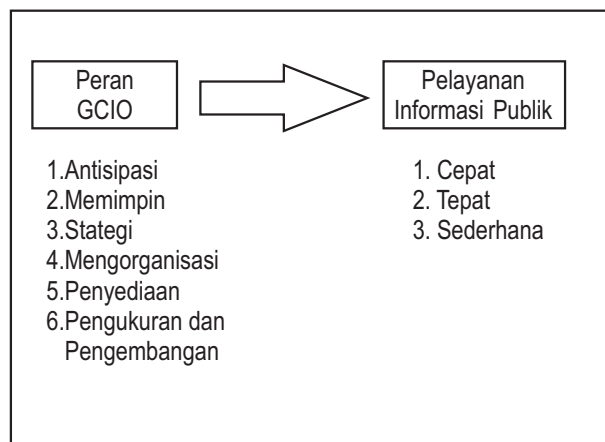 Peran
GCIO
1.Antisipasi
2.Memimpin
3.Stategi
4.Mengorganisasi
5.Penyediaan
6.Pengukuran dan
Pengembangan
Pelayanan
Informasi Publik
1. Cepat
2. Tepat
3. Sederhana